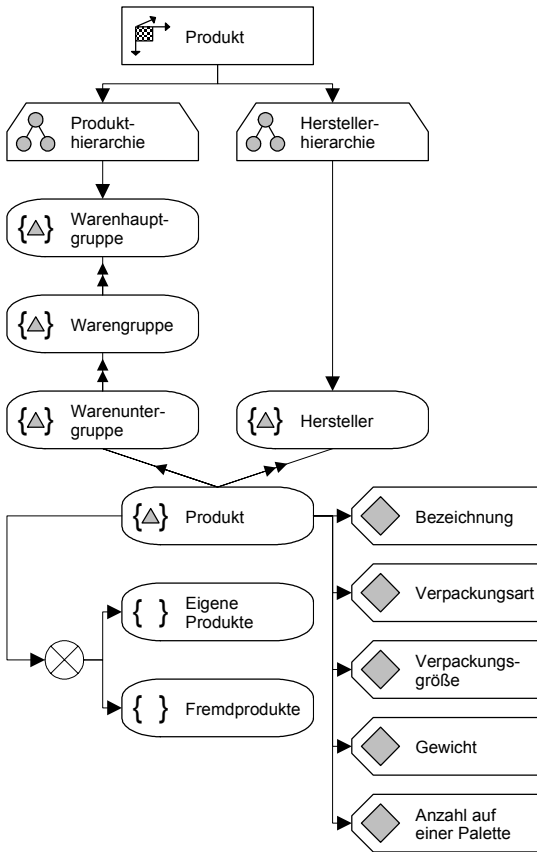 Produkt
Produkt-
hierarchie
Hersteller-
hierarchie
{ } Warenhaupt-
gruppe
{ } Warengruppe
{ } Warenunter-
gruppe
{ } Hersteller
{ } Produkt
Bezeichnung
Verpackungsart
{ } Eigene
Produkte
Verpackungs-
größe
{ } Fremdprodukte
Gewicht
Anzahl auf
einer Palette